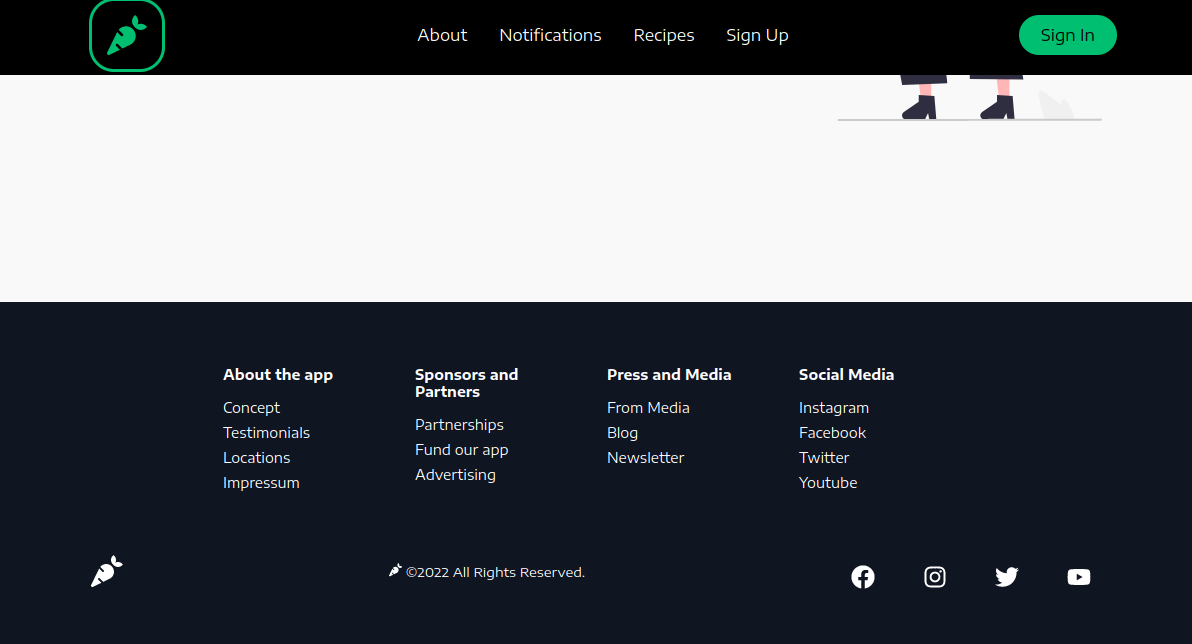 About
Notifications
Recipes
Sign Up
Sign In
About the app
Concept
Testimonials
Locations
Impressum
Sponsors and
Partners
Partnerships
Fund our app
Advertising
Press and Media
From Media
Blog
Newsletter
Social Media
Instagram
Facebook
Twitter
Youtube
©2022 All Rights Reserved.